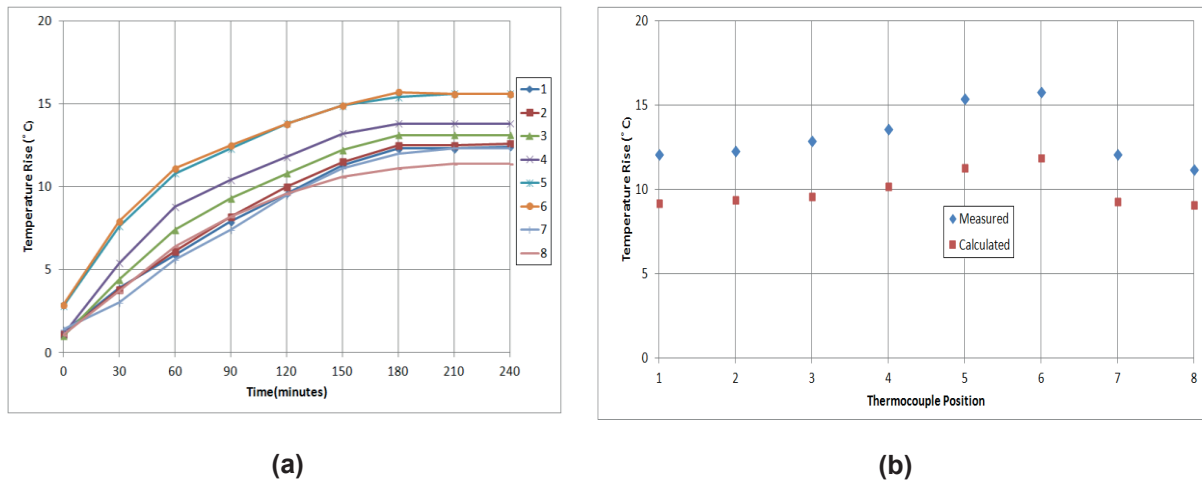 20
15
10
5
0
Temperature Rise (° C)
0 30 60 90 120 150 180 210 240
Time(minutes)
1
2
3
4
5
6
7
8
(a)
20
15
10
5
0
Temperature Rise (° C)
Measured
Calculated
1 2 3 4 5 6 7 8
Thermocouple Position
(b)